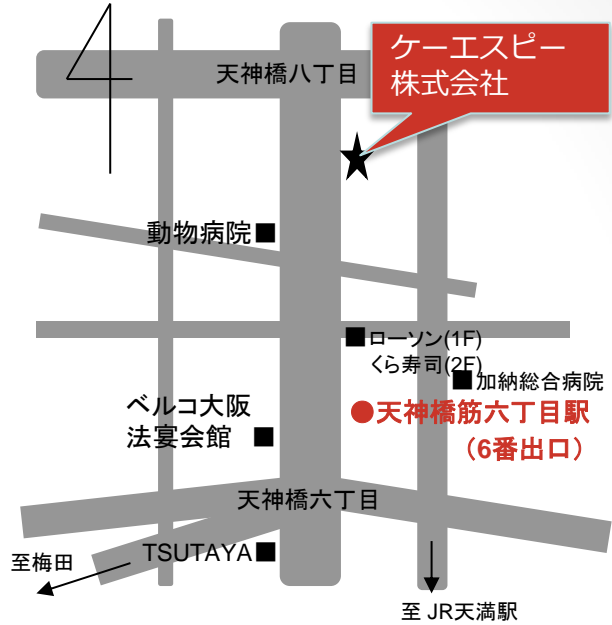 ケーエスピー
株式会社
天神橋八丁目
動物病院■
■ローソン(1F)
くら寿司(2F)
■加納総合病院
●天神橋筋六丁目駅
(6番出口)
ベルコ大阪
法宴会館 ■
天神橋六丁目
TSUTAYA■
至梅田
至 JR天満駅